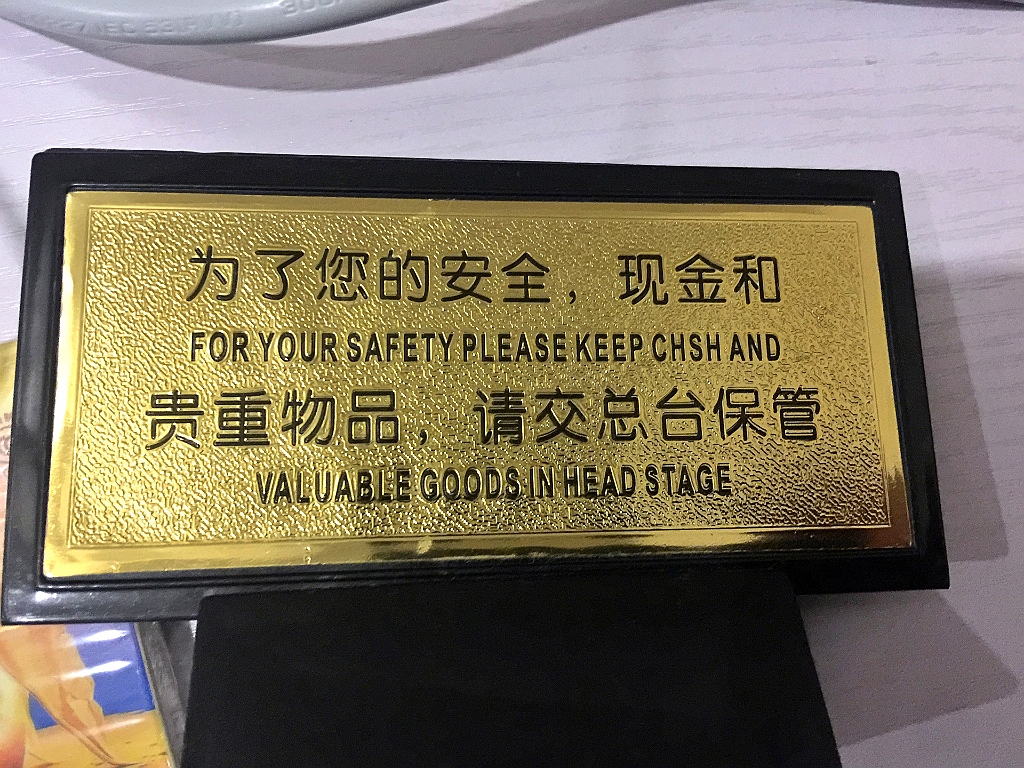 为了您的安全，现金和
FOR YOUR SAFETY PLEASE KEEP CHSH AND
贵重物品，请交总台保管
VALUABLE GOODS IN HEAD STAGE